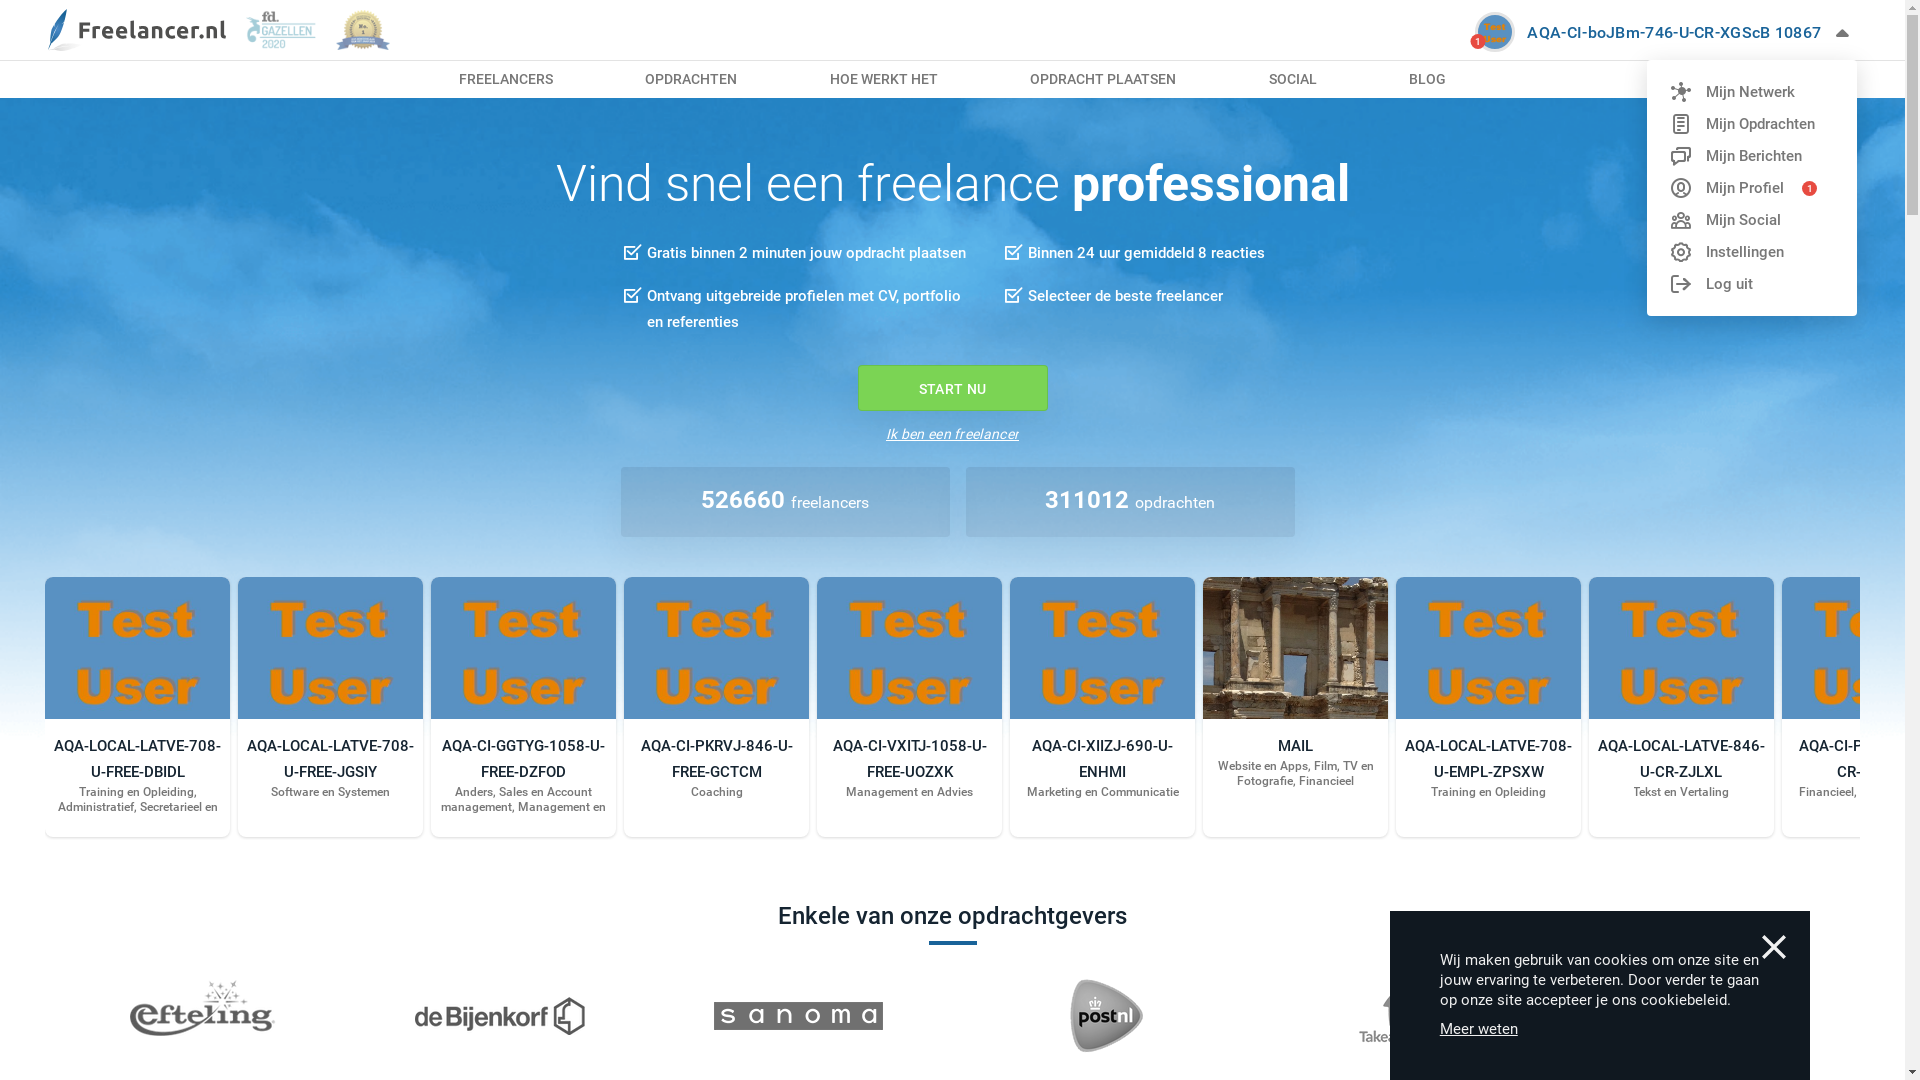 Freelancer.nl
fd.
GAZELLEN
2020
No.
1
Test
1
AQA-CI-boJBm-746-U-CR-XGScB 10867
FREELANCERS
OPDRACHTEN
HOE WERKT HET
OPDRACHT PLAATSEN
SOCIAL
BLOG
Mijn Netwerk
Mijn Opdrachten
Mijn Berichten
Mijn Profiel
1
Mijn Social
Instellingen
Log uit
Vind snel een freelance professional
Gratis binnen 2 minuten jouw opdracht plaatsen
Binnen 24 uur gemiddeld 8 reacties
Ontvang uitgebreide profielen met CV, portfolio
en referenties
Selecteer de beste freelancer
START NU
Ik ben een freelancer
526660 freelancers
311012 opdrachten
Test
User
AQA-LOCAL-LATVE-708-
U-FREE-DBIDL
Training en Opleiding,
Administratief, Secretarieel en
Test
User
AQA-LOCAL-LATVE-708-
U-FREE-JGSIY
Software en Systemen
Test
User
AQA-CI-GGTYG-1058-U-
FREE-DZFOD
Anders, Sales en Account
management, Management en
Test
User
AQA-CI-PKRVJ-846-U-
FREE-GCTCM
Coaching
Test
User
AQA-CI-VXITJ-1058-U-
FREE-UOZXK
Management en Advies
Test
User
AQA-CI-XIIZJ-690-U-
ENHMI
Marketing en Communicatie
MAIL
Website en Apps, Film, TV en
Fotografie, Financieel
Test
User
AQA-LOCAL-LATVE-708-
U-EMPL-ZPSXW
Training en Opleiding
Test
User
AQA-LOCAL-LATVE-846-
U-CR-ZJLXL
Tekst en Vertaling
AQA-CI-
CR-
Financieel,
Enkele van onze opdrachtgevers
efteling
de Bijenkorf
sanoma
postnl
Wij maken gebruik van cookies om onze site en
jouw ervaring te verbeteren. Door verder te gaan
op onze site accepteer je ons cookiebeleid.
Meer weten